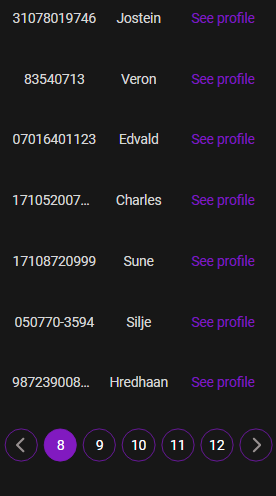 31078019746 Jostein See profile
83540713 Veron See profile
07016401123 Edvald See profile
171052007... Charles See profile
17108720999 Sune See profile
050770-3594 Silje See profile
987239008... Hredhaan See profile
8 9 10 11 12